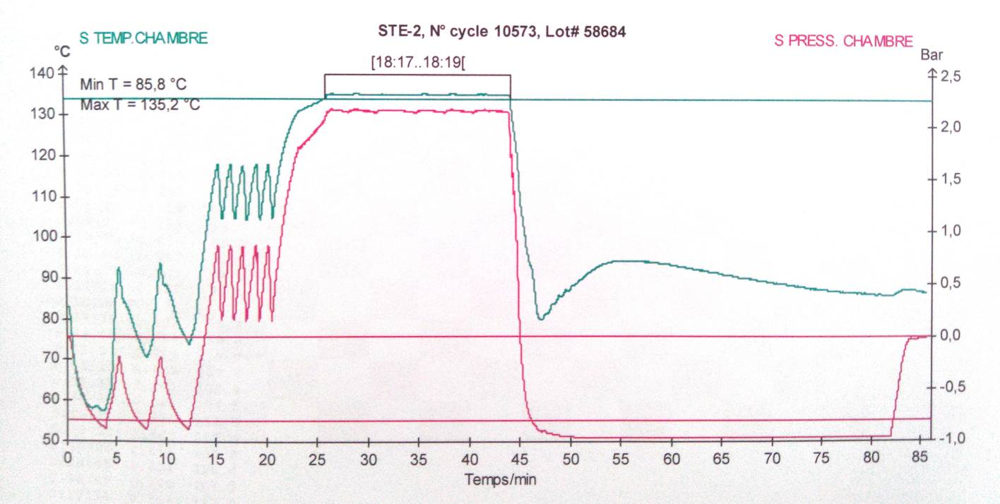 STE-2, N° cycle 10573, Lot# 58684
S TEMP.CHAMBRE
S PRESS. CHAMBRE
°C
Bar
[18:17..18:19[
Min T = 85,8 °C
Max T = 135,2 °C
140
130
120
110
100
90
80
70
60
50
2,5
2,0
1,5
1,0
0,5
0,0
-0,5
-1,0
0 5 10 15 20 25 30 35 40 45 50 55 60 65 70 75 80 85
Temps/min